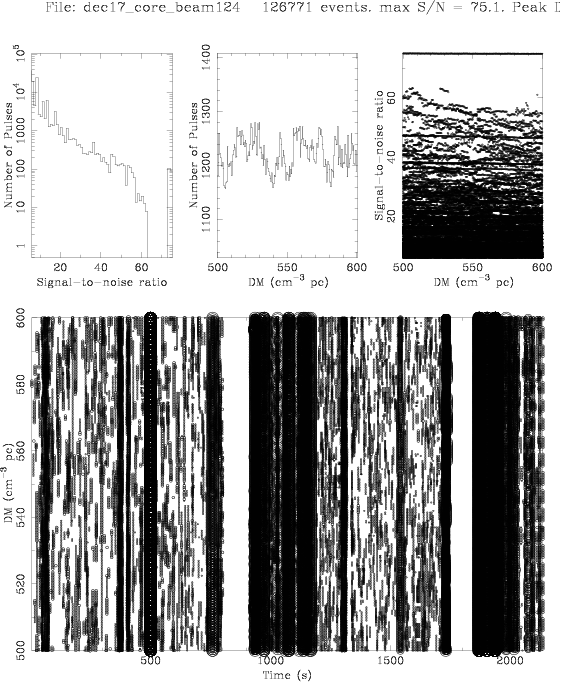 File: dec17_core_beam124 126771 events. max S/N = 75.1. Peak D
Number of Pulses
10^5
10^4
1000
100
10
1
20 40 60
Signal-to-noise ratio
Number of Pulses
1400
1300
1200
1100
500 550 600
DM (cm^-3 pc)
Signal-to-noise ratio
60
40
20
500 550 600
DM (cm^-3 pc)
DM (cm^-3 pc)
600
580
560
540
520
500
500 1000 1500 2000
Time (s)